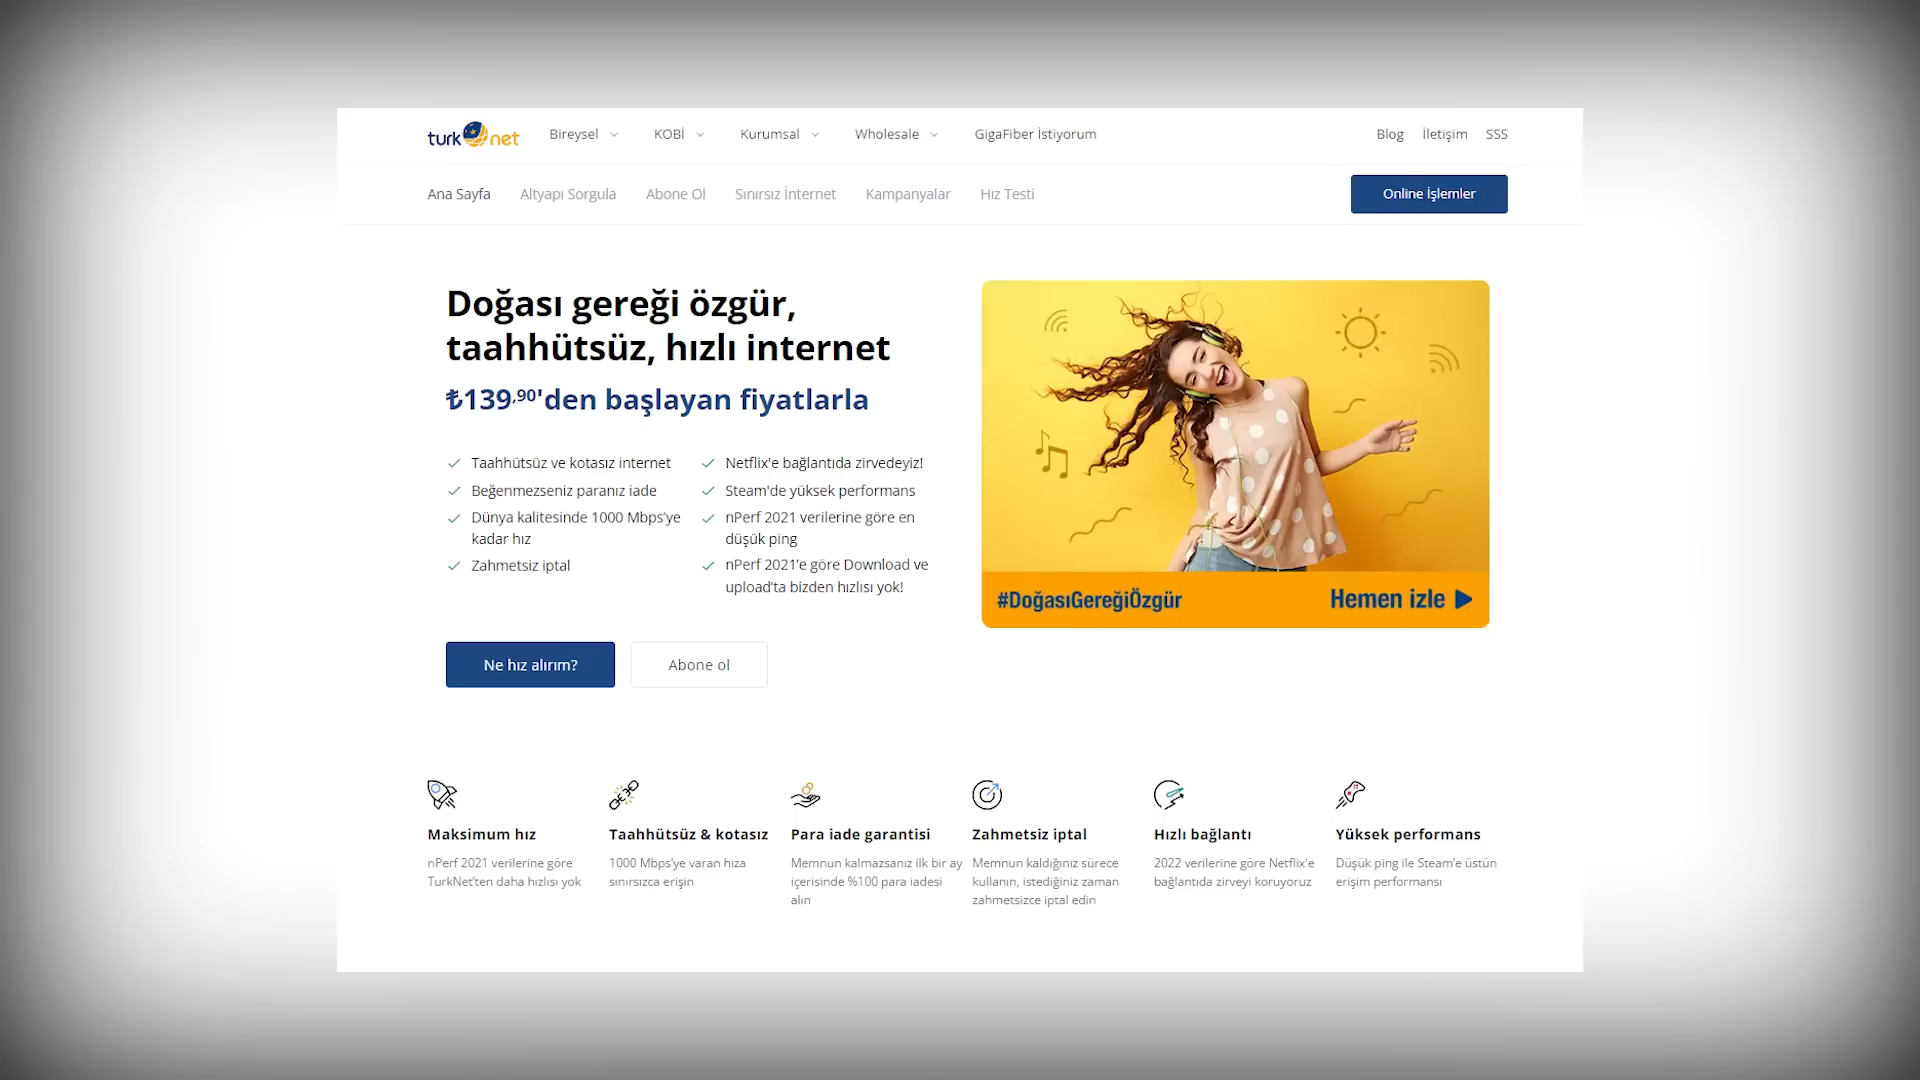 turk net
Bireysel
KOBİ
Kurumsal
Wholesale
GigaFiber İstiyorum
Blog
İletişim
SSS
Ana Sayfa
Altyapı Sorgula
Abone Ol
Sınırsız İnternet
Kampanyalar
Hız Testi
Online İşlemler
Doğası gereği özgür,
taahhütsüz, hızlı internet
₺139,90'den başlayan fiyatlarla
Taahhütsüz ve kotasız internet
Beğenmezseniz paranız iade
Dünya kalitesinde 1000 Mbps'ye
kadar hız
Zahmetsiz iptal
Netflix'e bağlantıda zirvedeyiz!
Steam'de yüksek performans
nPerf 2021 verilerine göre en
düşük ping
nPerf 2021'e göre Download ve
upload'ta bizden hızlısı yok!
#DoğasıGereğiÖzgür
Hemen izle
Ne hız alırım?
Abone ol
Maksimum hız
nPerf 2021 verilerine göre
TurkNet'ten daha hızlısı yok
Taahhütsüz & kotasız
1000 Mbps'ye varan hıza
sınırsızca erişin
Para iade garantisi
Memnun kalmazsanız ilk bir ay
içerisinde %100 para iadesi
alın
Zahmetsiz iptal
Memnun kaldığınız sürece
kullanın, istediğiniz zaman
zahmetsizce iptal edin
Hızlı bağlantı
2022 verilerine göre Netflix'e
bağlantıda zirveyi koruyoruz
Yüksek performans
Düşük ping ile Steam'e üstün
erişim performansı